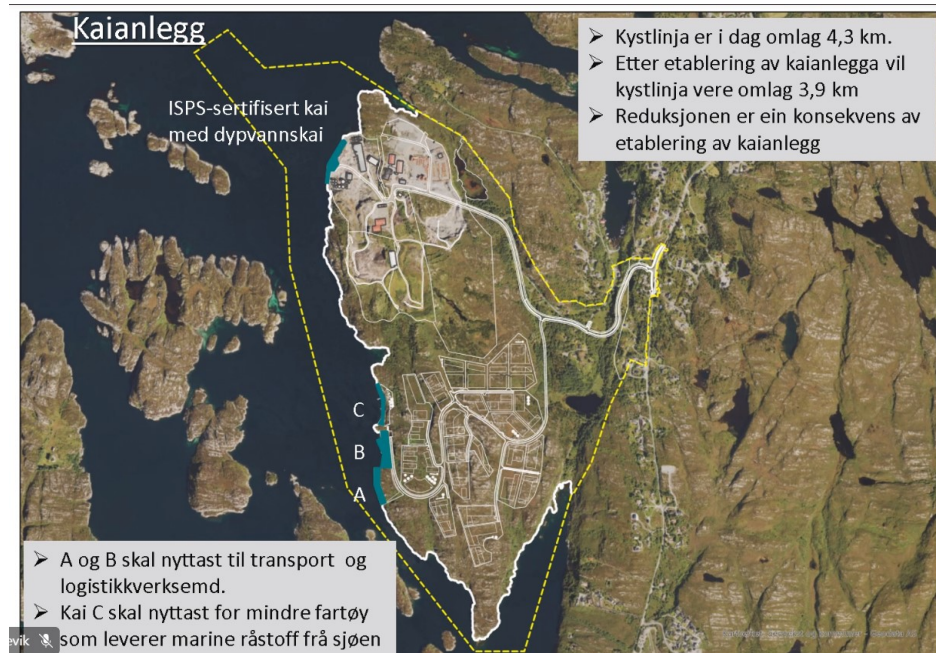 Kaianlegg
ISPS-sertifisert kai
med dypvannskai
➤ Kystlinja er i dag omlag 4,3 km.
➤ Etter etablering av kaianlegga vil
kystlinja vere omlag 3,9 km
➤ Reduksjonen er ein konsekvens av
etablering av kaianlegg
C
B
A
➤ A og B skal nyttast til transport og
logistikkverksemd.
➤ Kai C skal nyttast for mindre fartøy
som leverer marine råstoff frå sjøen
evik